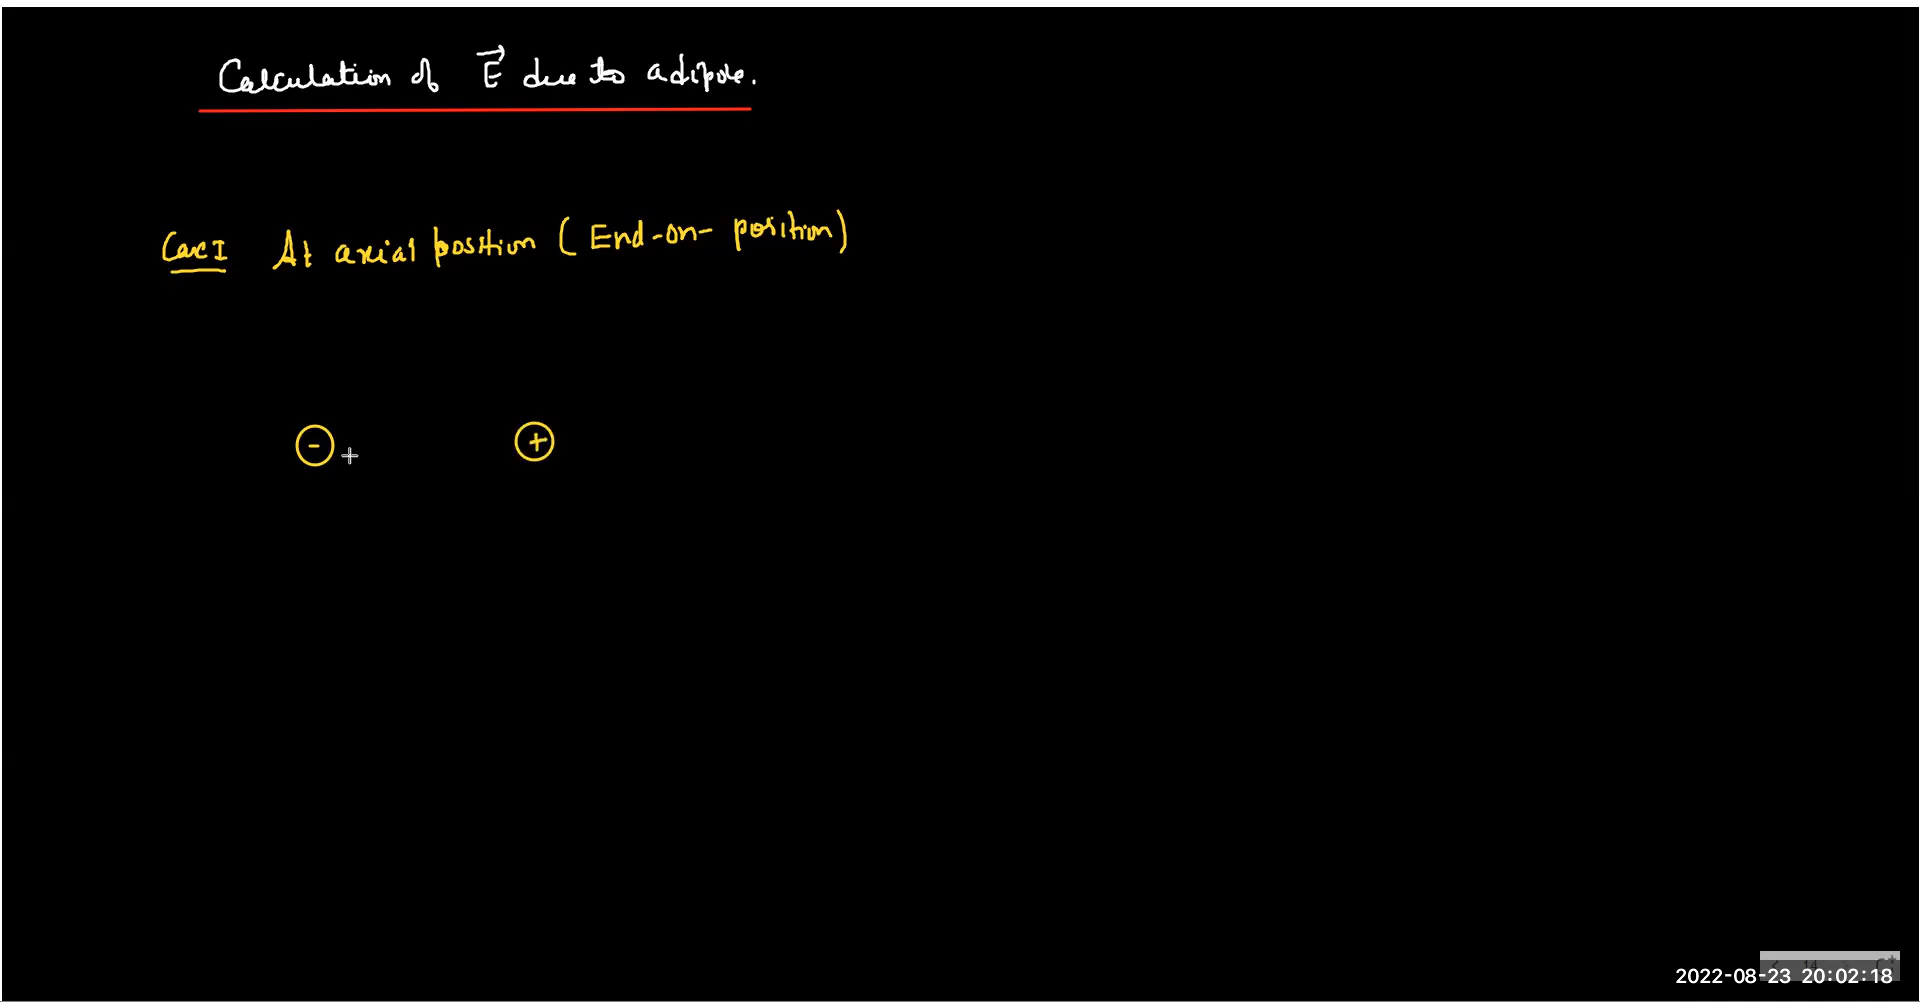 Calculation of E⃗ due to a dipole.
Case I At axial position (End-on-position)
- +
2022-08-23 20:02:18